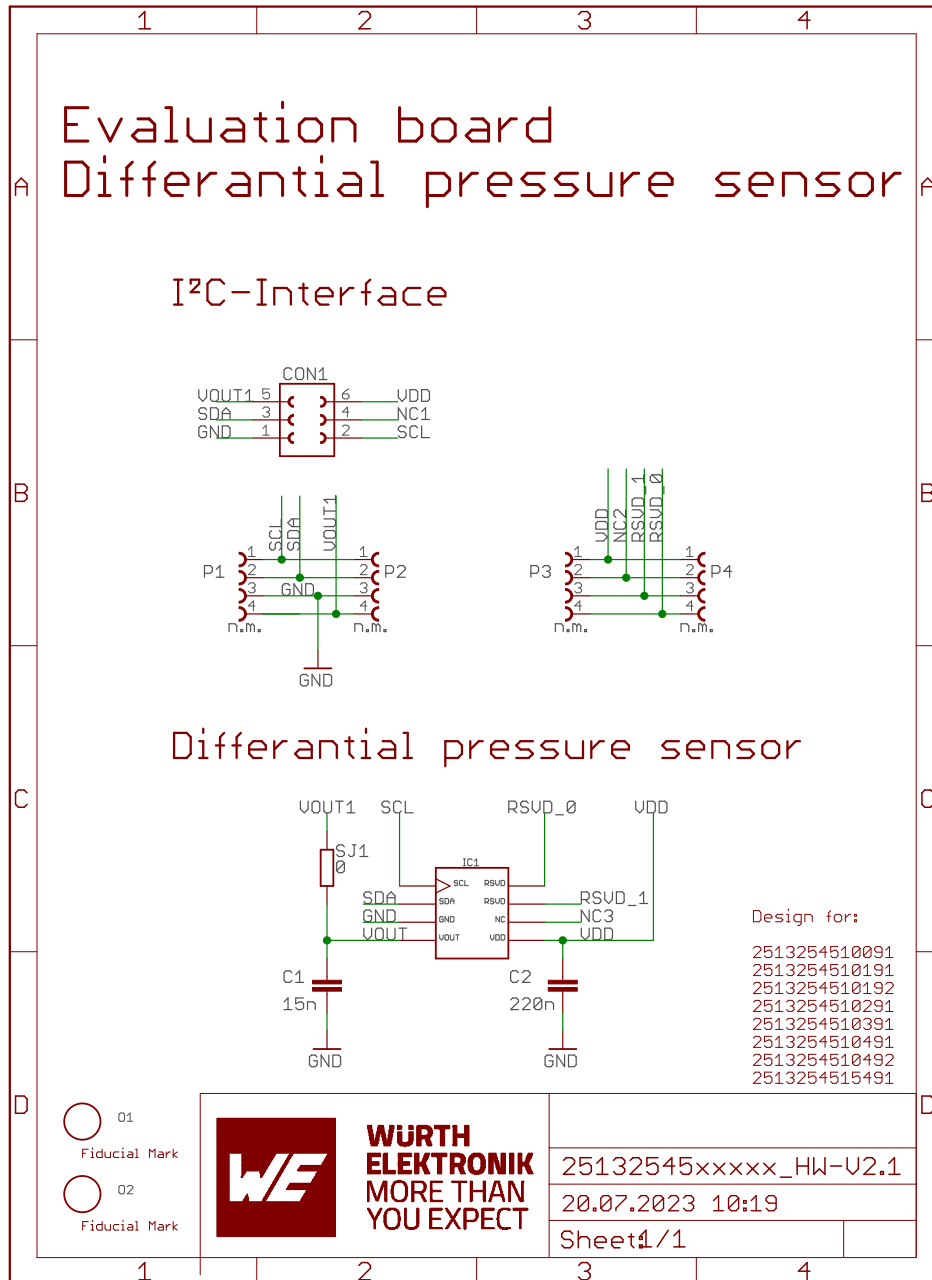 1 2 3 4
Evaluation board
Differantial pressure sensor
A A
I²C-Interface
CON1
VOUT1 5 6 VDD
SDA 3 4 NC1
GND 1 2 SCL
B B
SCL SDA VOUT1 VDD NC2 RSVD_1 RSVD_0
1 1 1 1
P1 2 2 P2 P3 2 2 P4
GND 3 3 3 3
4 4 4 4
n.m. n.m. n.m. n.m.
GND
Differantial pressure sensor
C C
VOUT1 SCL RSVD_0 VDD
SJ1
0
IC1
SCL RSVD
SDA SDA RSVD RSVD_1
GND GND NC NC3
VOUT VOUT VDD VDD
C1
15n
C2
220n
GND GND
Design for:
2513254510091
2513254510191
2513254510192
2513254510291
2513254510391
2513254510491
2513254510492
2513254515491
D D
O1
Fiducial Mark
O2
Fiducial Mark
WE
WÜRTH
ELEKTRONIK
MORE THAN
YOU EXPECT
25132545xxxxx_HW-V2.1
20.07.2023 10:19
Sheet:1/1
1 2 3 4